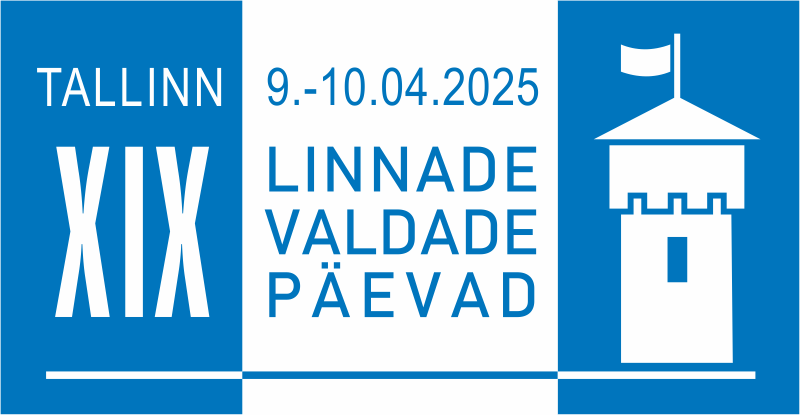 TALLINN
XIX
9.-10.04.2025
LINNADE
VALDADE
PÄEVAD